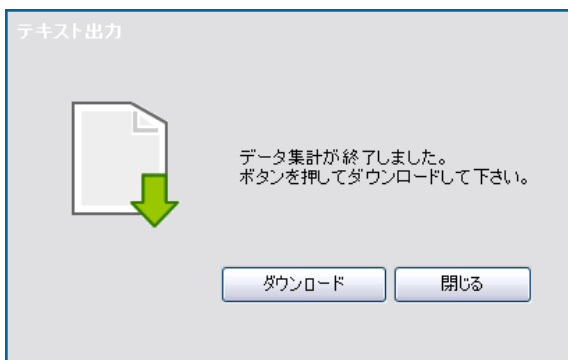 テキスト出力
データ集計が終了しました。
ボタンを押してダウンロードして下さい。
ダウンロード
閉じる